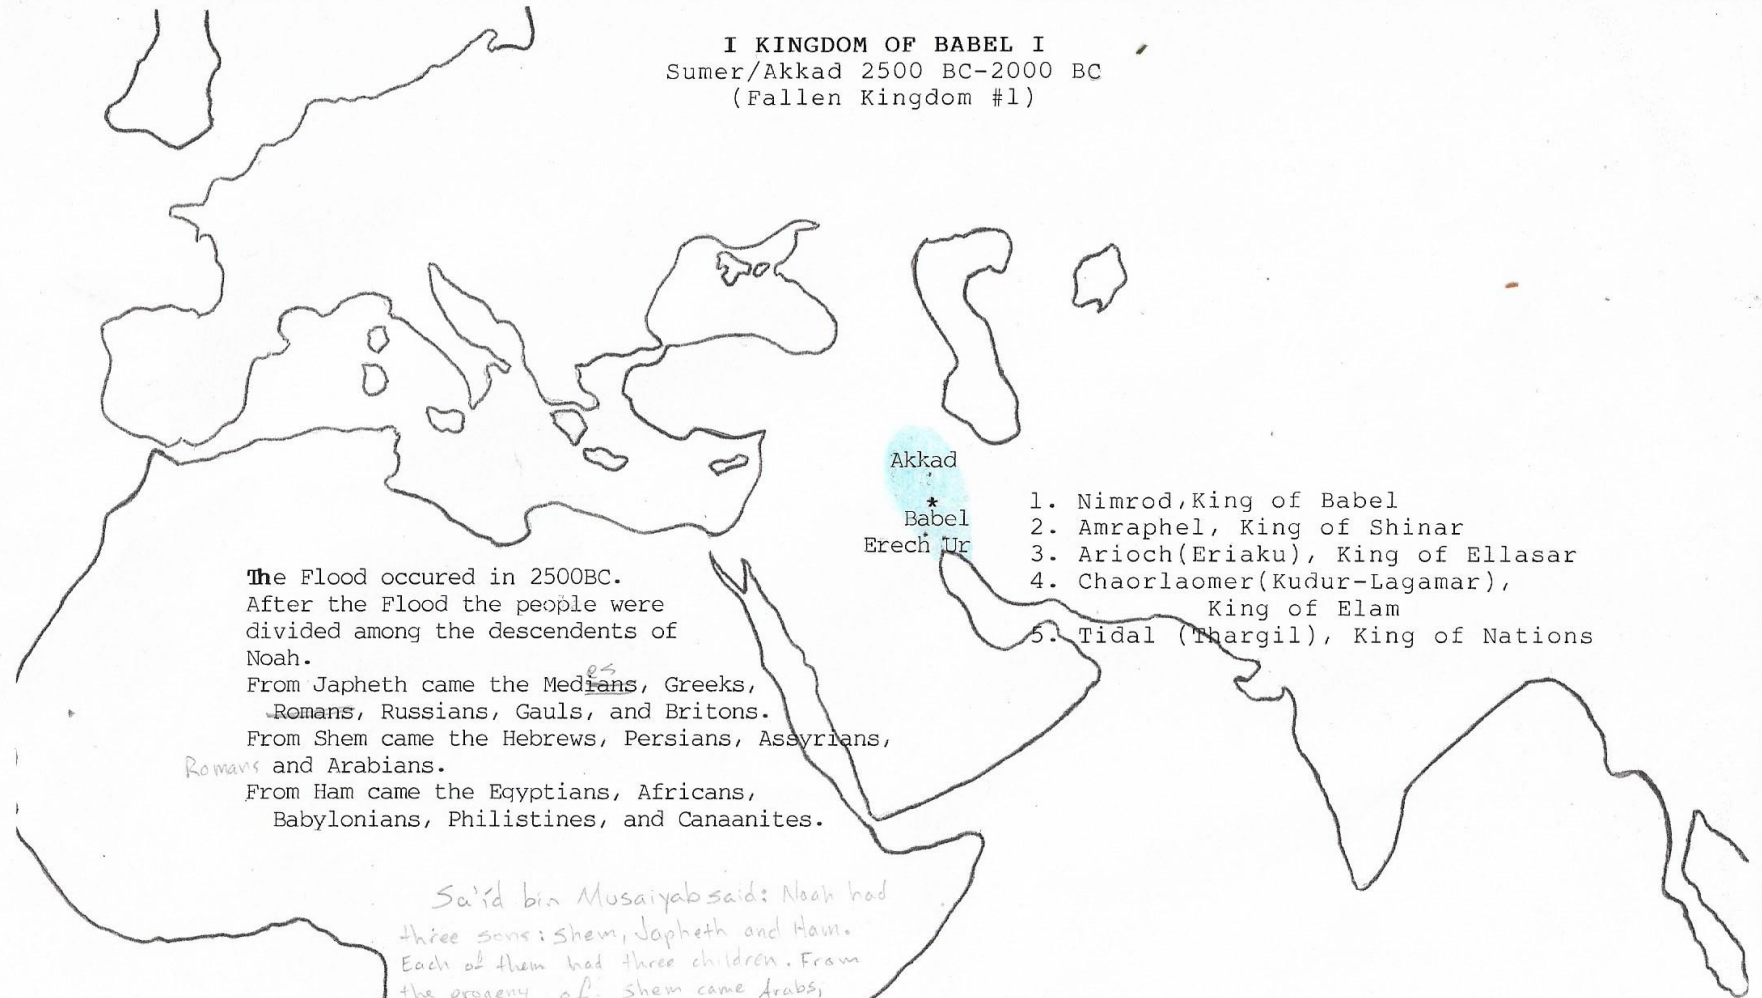 I KINGDOM OF BABEL I
Sumer/Akkad 2500 BC-2000 BC
(Fallen Kingdom #1)
Akkad
*
Babel
Erech Ur
1. Nimrod,King of Babel
2. Amraphel, King of Shinar
3. Arioch(Eriaku), King of Ellasar
4. Chaorlaomer(Kudur-Lagamar),
King of Elam
5. Tidal (Thargil), King of Nations
The Flood occured in 2500BC.
After the Flood the people were
divided among the descendents of
Noah.
es
From Japheth came the Medians, Greeks,
Romans, Russians, Gauls, and Britons.
From Shem came the Hebrews, Persians, Assyrians,
Romans and Arabians.
From Ham came the Eqyptians, Africans,
Babylonians, Philistines, and Canaanites.
Sa'id bin Musaiyab said: Noah had
three sons: Shem, Japheth and Ham.
Each of them had three children. From
the progeny of Shem came Arabs,